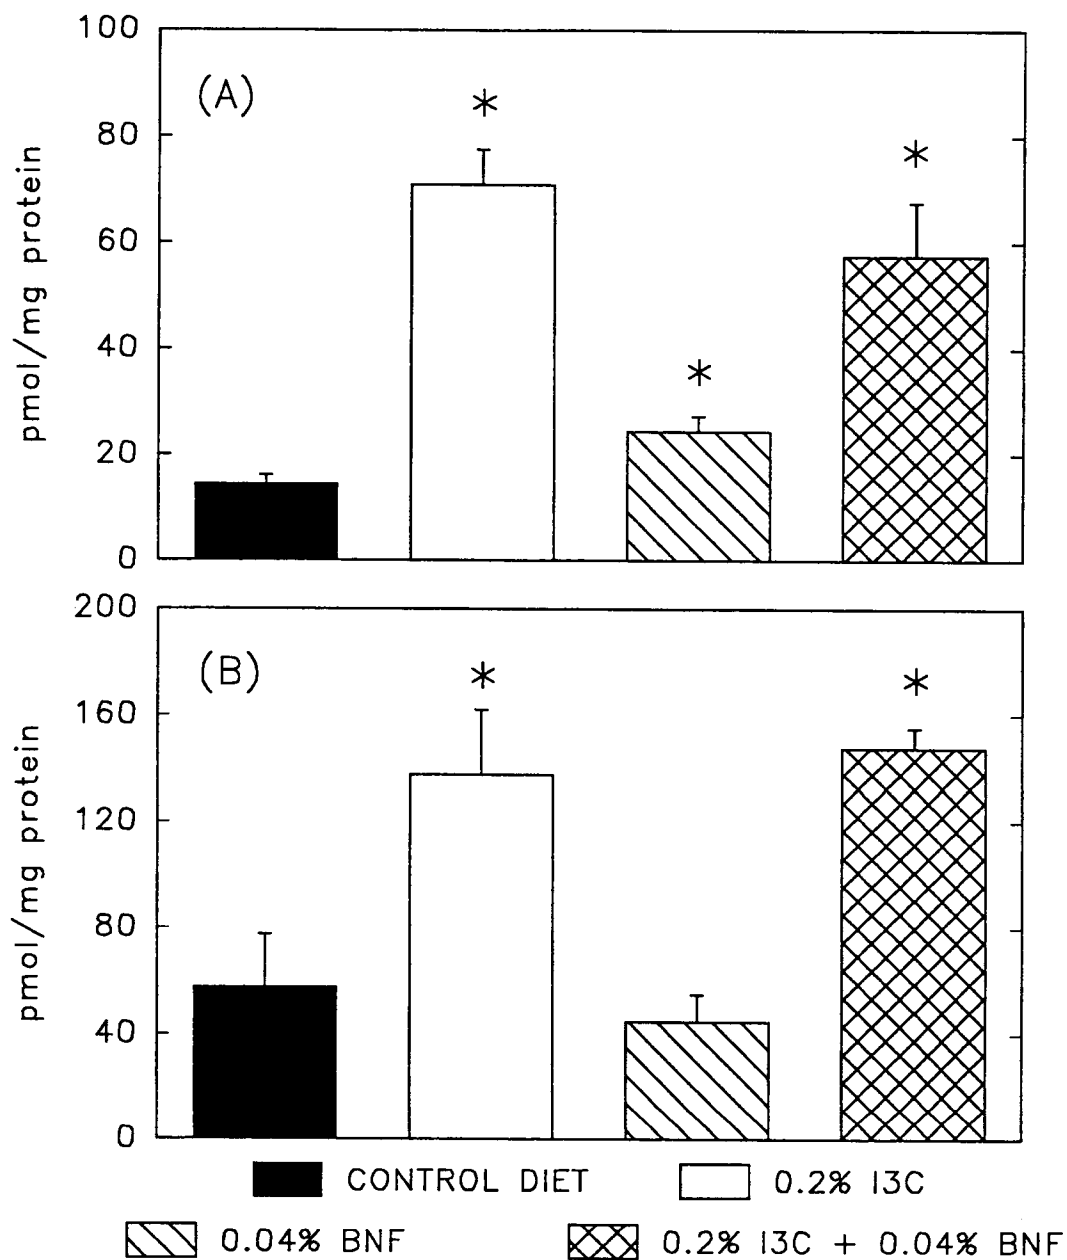 100
(A)
*
80
*
60
pmol/mg protein
40
*
20
0
200
(B)
*
*
160
120
pmol/mg protein
80
40
0
CONTROL DIET 0.2% I3C
0.04% BNF 0.2% I3C + 0.04% BNF